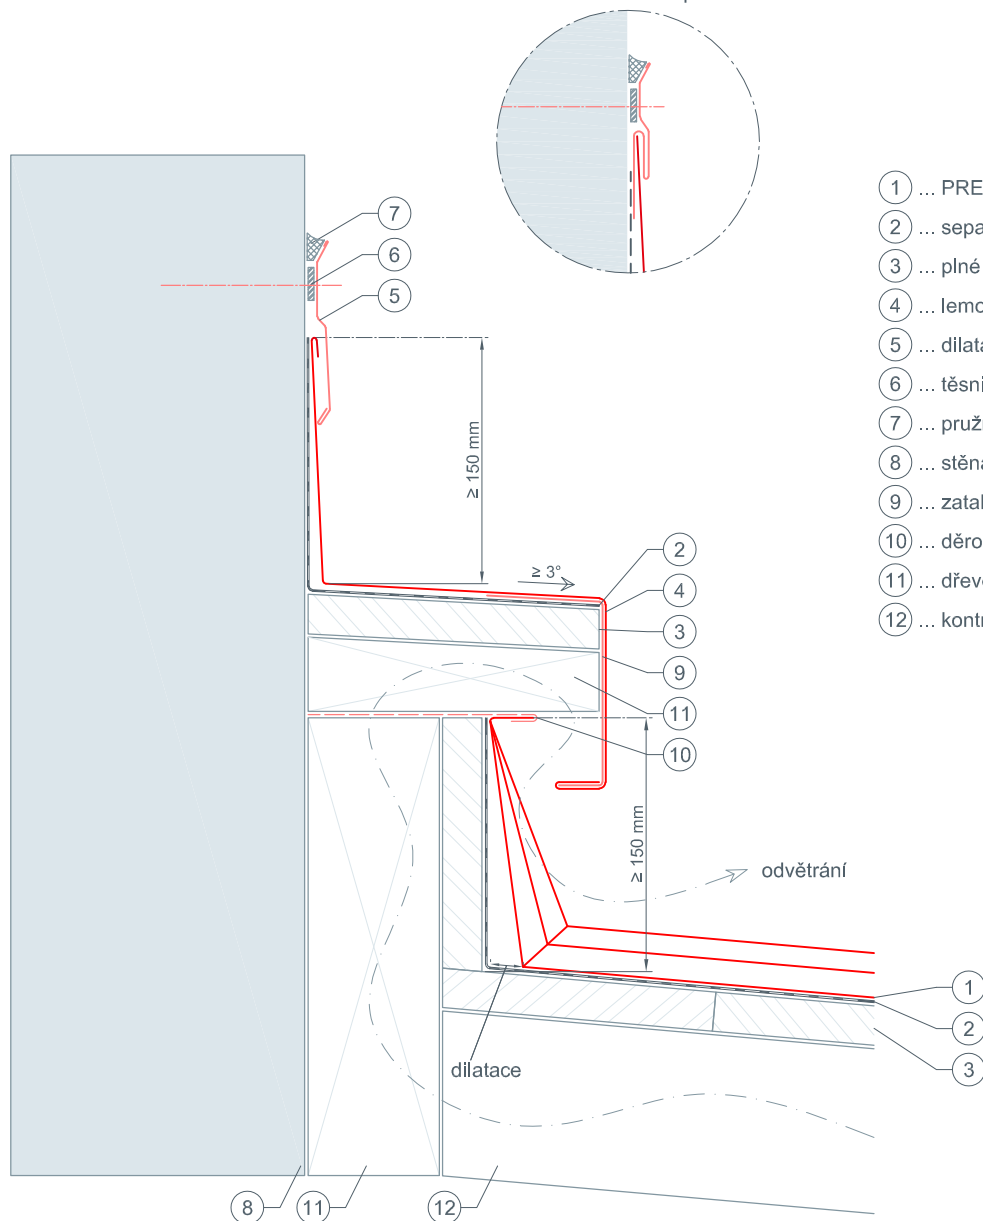 1 ... PRE
2 ... sepa
3 ... plné
4 ... lemo
5 ... dilata
6 ... těsni
7 ... pruži
8 ... stěna
9 ... zatal
10 ... děro
11 ... dřev
12 ... kont
7
6
5
≥ 150 mm
≥ 3°
2
4
3
9
11
10
≥ 150 mm
odvětrání
1
2
3
dilatace
8
11
12